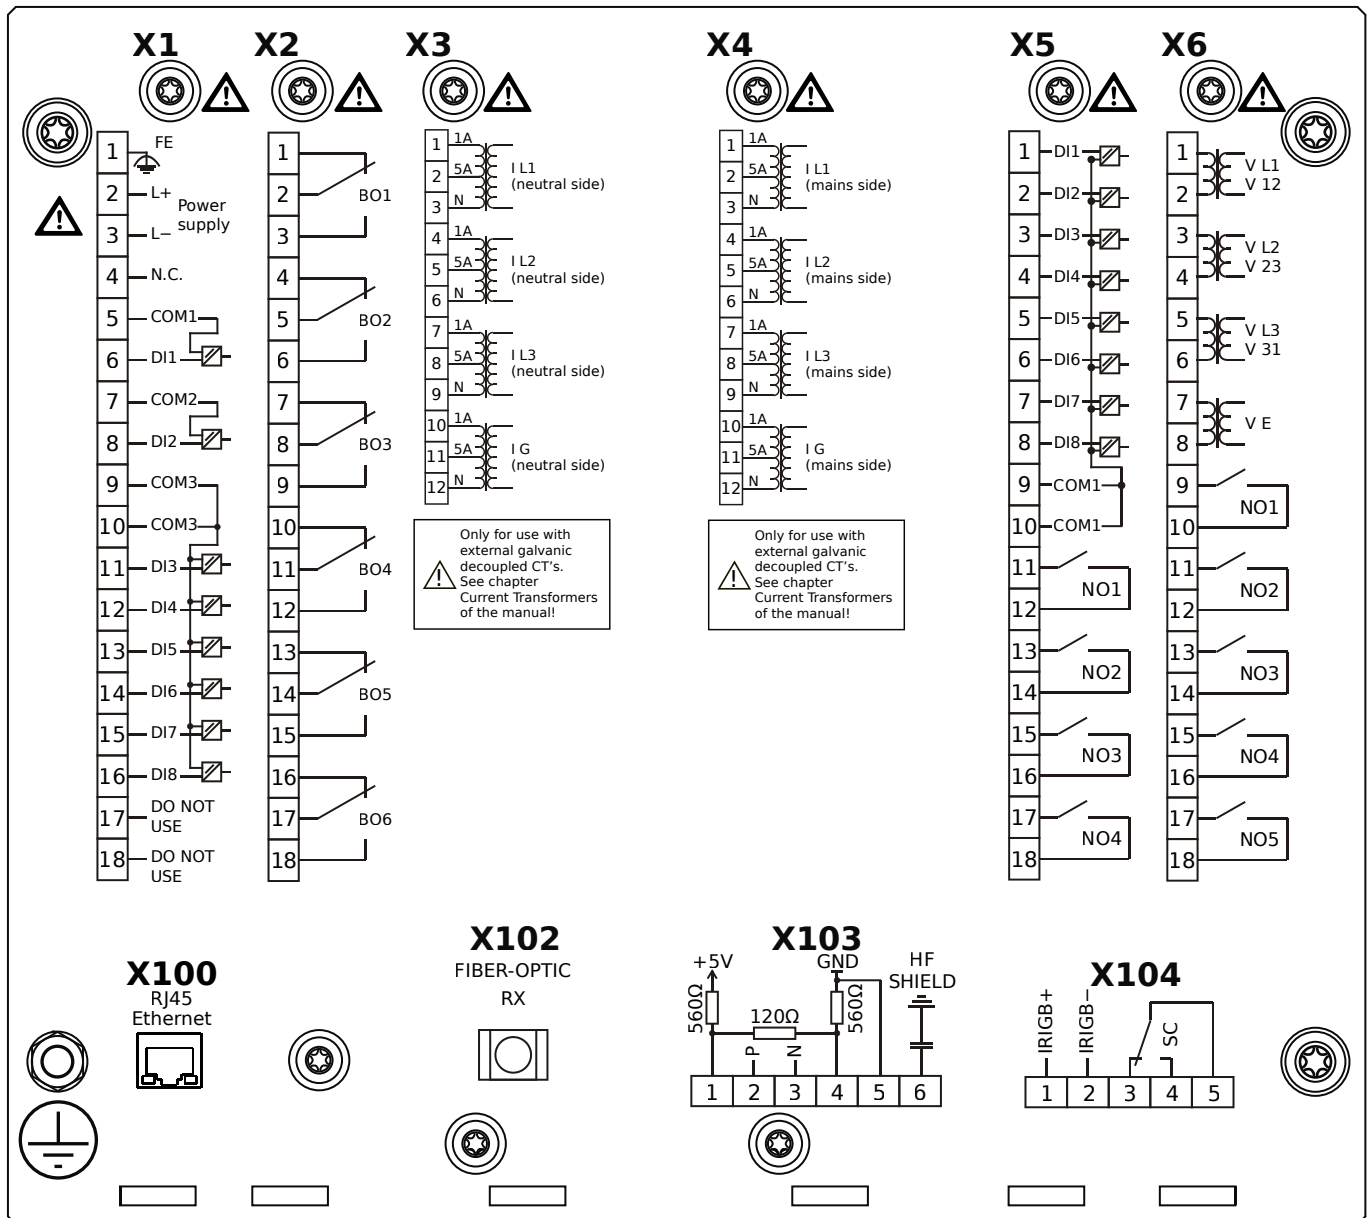 X1
X2
X3
X4
X5
X6
1
FE
2
L+
Power
supply
3
L−
4
N.C.
5
COM1
6
DI1
7
COM2
8
DI2
9
COM3
10
COM3
11
DI3
12
DI4
13
DI5
14
DI6
15
DI7
16
DI8
17
DO NOT
USE
18
DO NOT
USE
1
2
BO1
3
4
5
BO2
6
7
8
BO3
9
10
11
BO4
12
13
14
BO5
15
16
17
BO6
18
1
1A
2
5A
I L1
(neutral side)
3
N
4
1A
5
5A
I L2
(neutral side)
6
N
7
1A
8
5A
I L3
(neutral side)
9
N
10
1A
11
5A
I G
(neutral side)
12
N
Only for use with
external galvanic
decoupled CT's.
See chapter
Current Transformers
of the manual!
1
1A
2
5A
I L1
(mains side)
3
N
4
1A
5
5A
I L2
(mains side)
6
N
7
1A
8
5A
I L3
(mains side)
9
N
10
1A
11
5A
I G
(mains side)
12
N
Only for use with
external galvanic
decoupled CT's.
See chapter
Current Transformers
of the manual!
1
DI1
2
DI2
3
DI3
4
DI4
5
DI5
6
DI6
7
DI7
8
DI8
9
COM1
10
COM1
11
NO1
12
13
NO2
14
15
NO3
16
17
NO4
18
1
V L1
V 12
2
3
V L2
V 23
4
5
V L3
V 31
6
7
V E
8
9
NO1
10
11
NO2
12
13
NO3
14
15
NO4
16
17
NO5
18
X100
RJ45
Ethernet
X102
FIBER-OPTIC
RX
X103
+5V
GND
HF
SHIELD
560Ω
120Ω
560Ω
P
N
1 2 3 4 5 6
X104
IRIGB+
IRIGB−
SC
1 2 3 4 5